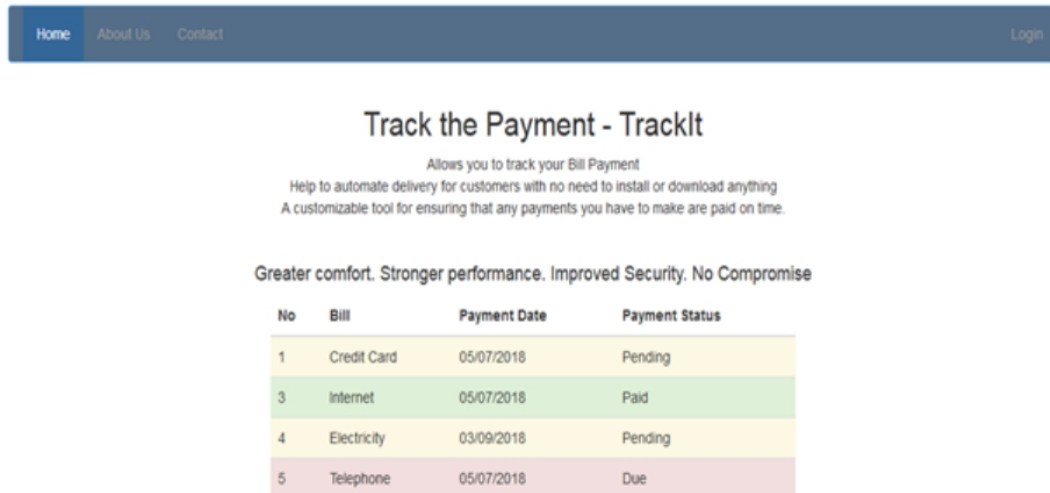 Home About Us Contact Login
Track the Payment - TrackIt
Allows you to track your Bill Payment
Help to automate delivery for customers with no need to install or download anything
A customizable tool for ensuring that any payments you have to make are paid on time.
Greater comfort. Stronger performance. Improved Security. No Compromise
No Bill Payment Date Payment Status
1 Credit Card 05/07/2018 Pending
3 Internet 05/07/2018 Paid
4 Electricity 03/09/2018 Pending
5 Telephone 05/07/2018 Due